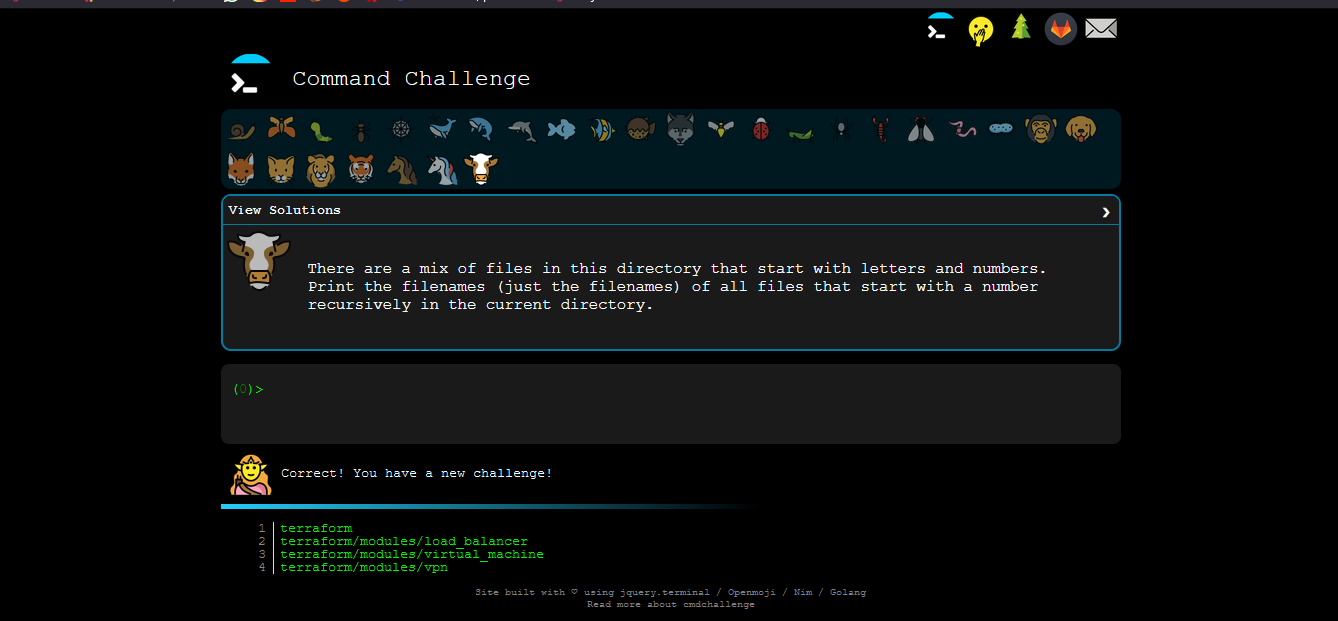 Command Challenge
View Solutions
There are a mix of files in this directory that start with letters and numbers.
Print the filenames (just the filenames) of all files that start with a number
recursively in the current directory.
(0)>
Correct! You have a new challenge!
1 terraform
2 terraform/modules/load_balancer
3 terraform/modules/virtual_machine
4 terraform/modules/vpn
Site built with ♡ using jquery.terminal / Openmoji / Nim / Golang
Read more about cmdchallenge